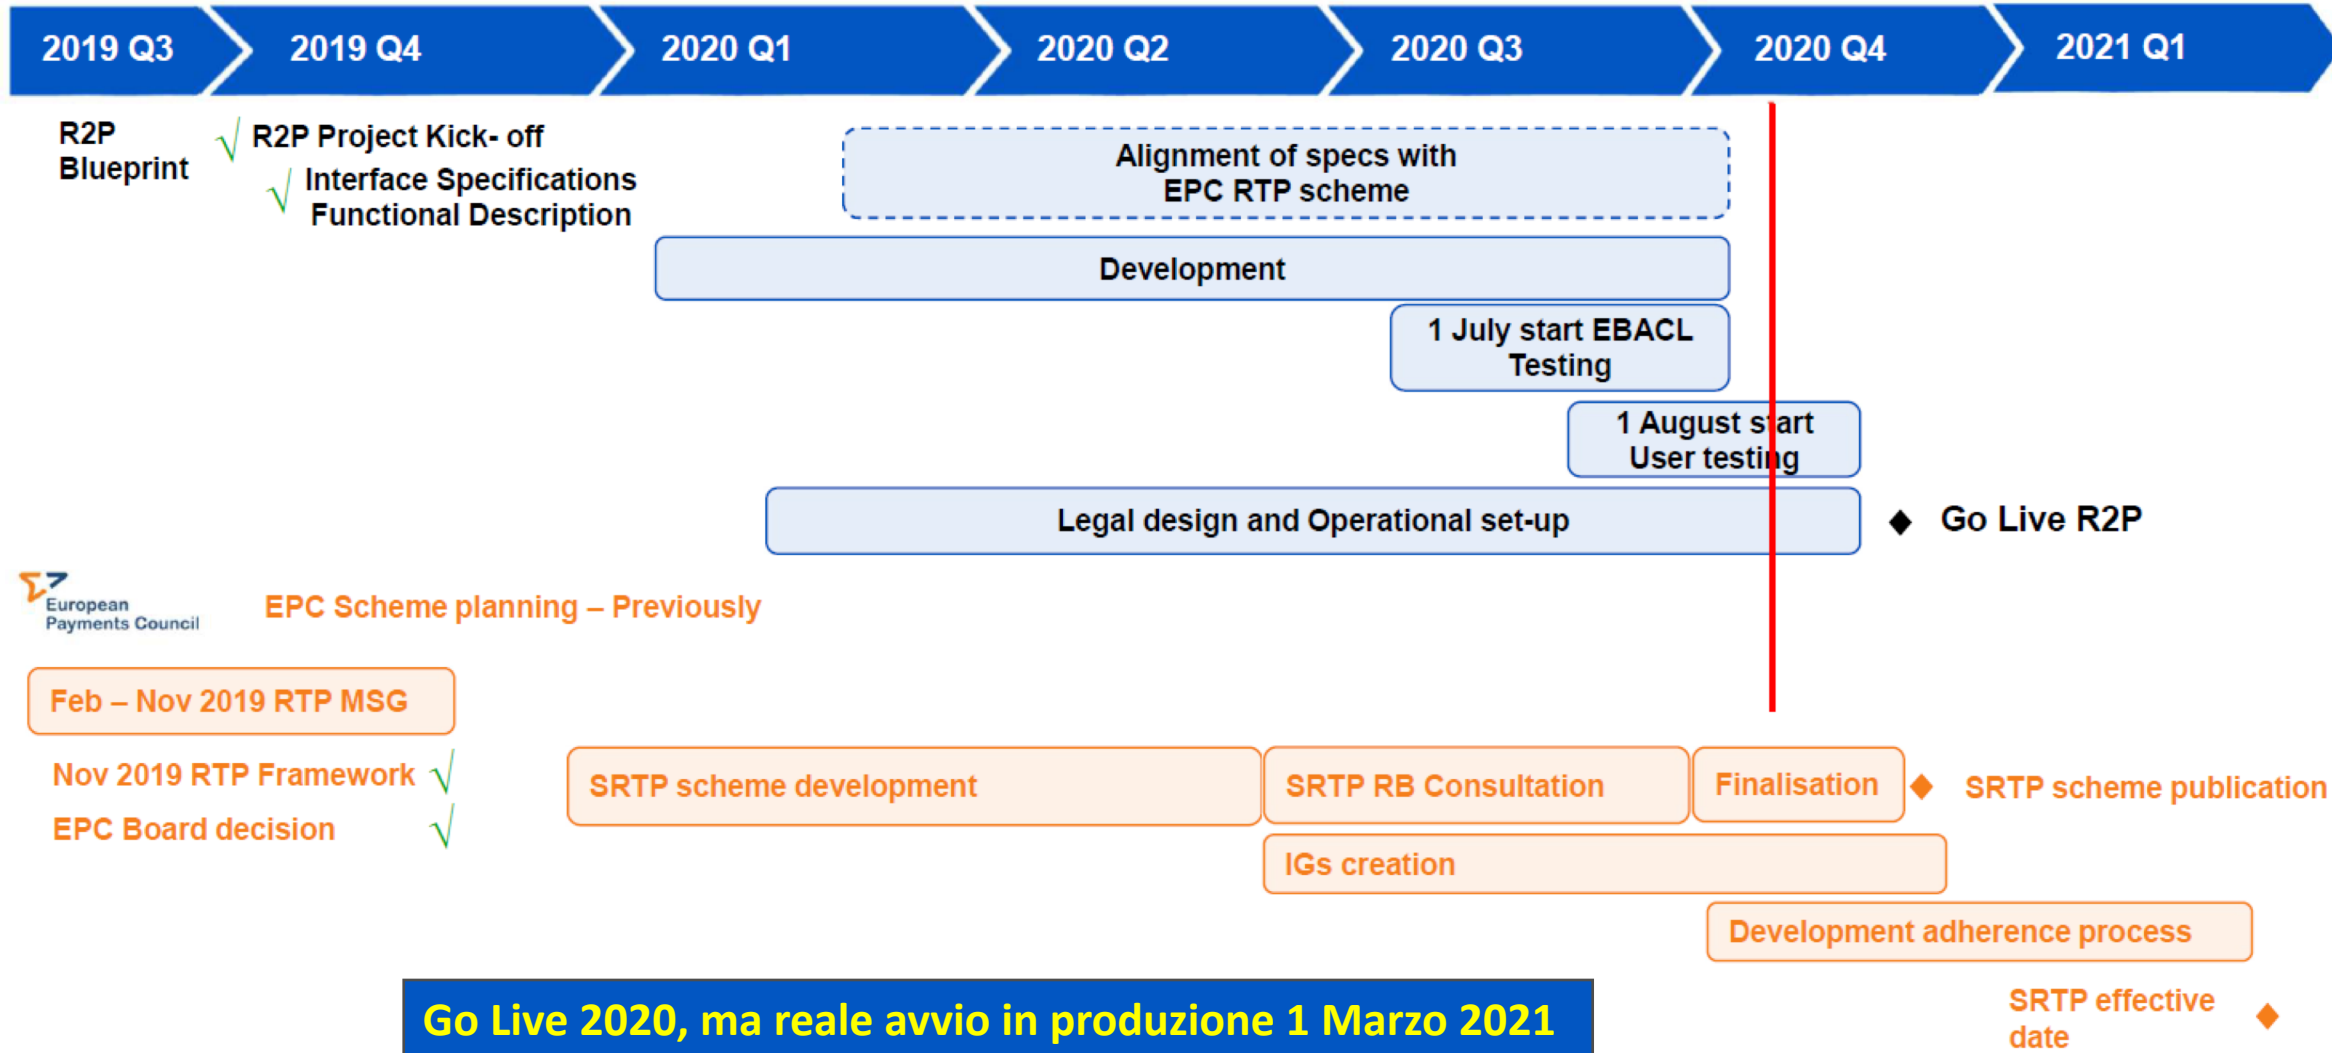 2019 Q3
2019 Q4
2020 Q1
2020 Q2
2020 Q3
2020 Q4
2021 Q1
R2P
Blueprint
√ R2P Project Kick- off
√ Interface Specifications
Functional Description
Alignment of specs with
EPC RTP scheme
Development
1 July start EBACL
Testing
1 August start
User testing
Legal design and Operational set-up
Go Live R2P
European
Payments Council
EPC Scheme planning – Previously
Feb – Nov 2019 RTP MSG
Nov 2019 RTP Framework √
EPC Board decision √
SRTP scheme development
SRTP RB Consultation
Finalisation
SRTP scheme publication
IGs creation
Development adherence process
SRTP effective
date
Go Live 2020, ma reale avvio in produzione 1 Marzo 2021